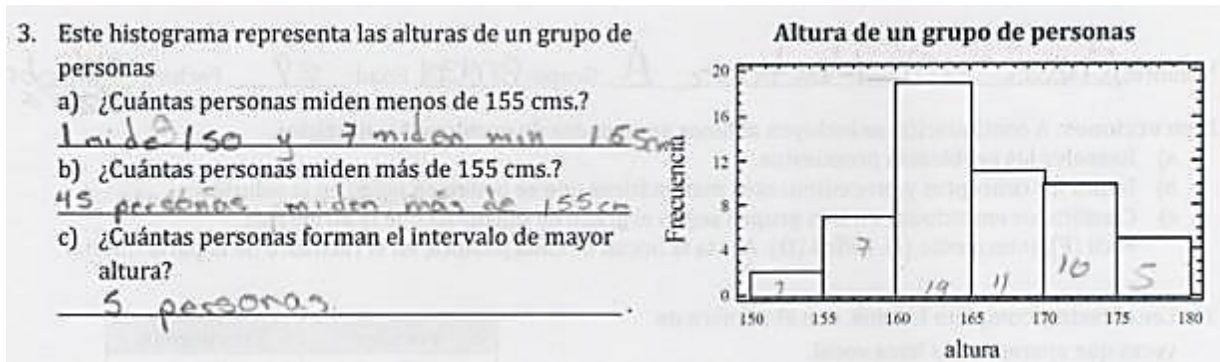 3. Este histograma representa las alturas de un grupo de
personas
a) ¿Cuántas personas miden menos de 155 cms.?
1 mide 150 y 7 miden
b) ¿Cuántas personas miden más de 155 cms.?
45 personas miden más de 155cm
c) ¿Cuántas personas forman el intervalo de mayor
altura?
5 personas.
Altura de un grupo de personas
Frecuencia
20
16
12
8
4
0
7 19 11 10 5
150 155 160 165 170 175 180
altura